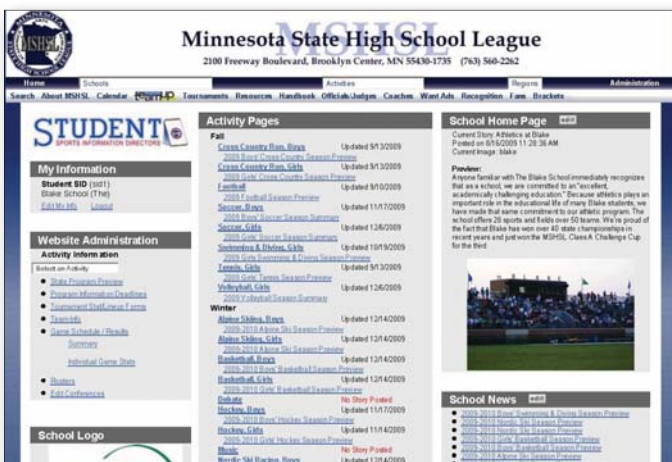 MSHSL
Minnesota State High School League
2100 Freeway Boulevard, Brooklyn Center, MN 55430-1735 (763) 560-2262
Home Schools Activities Regions Administration
Search About MSHSL Calendar teamup Tournaments Resources Handbook Officials/Judges Coaches Want Ads Recognition Fans Brackets
STUDENT
SPORTS INFORMATION DIRECTORS
My Information
Student SID (sid1)
Blake School (The)
Edit My Info Logout
Website Administration
Activity Information
Select an Activity
State Program Preview
Program Information Deadlines
Tournament Stat/Lineup Forms
Team Info
Game Schedule / Results
Summary
Individual Game Stats
Rosters
Edit Conferences
School Logo
Activity Pages
Fall
Cross Country Run, Boys Updated 9/13/2009
2009 Boys' Cross Country Season Preview
Cross Country Run, Girls Updated 9/13/2009
2009 Girls' Cross Country Season Preview
Football Updated 9/10/2009
2009 Football Season Preview
Soccer, Boys Updated 11/17/2009
2009 Boys' Soccer Season Summary
Soccer, Girls Updated 12/6/2009
2009 Girls' Soccer Season Summary
Swimming & Diving, Girls Updated 10/19/2009
2009 Girls Swimming & Diving Season Preview
Tennis, Girls Updated 9/13/2009
2009 Girls' Tennis Season Preview
Volleyball, Girls Updated 12/6/2009
2009 Volleyball Season Summary
Winter
Alpine Skiing, Boys Updated 12/14/2009
2009-2010 Alpine Ski Season Preview
Alpine Skiing, Girls Updated 12/14/2009
2009-2010 Alpine Ski Season Preview
Basketball, Boys Updated 12/14/2009
2009-2010 Boys' Basketball Season Preview
Basketball, Girls Updated 12/14/2009
2009-2010 Girls' Basketball Season Preview
Debate No Story Posted
Hockey, Boys Updated 11/17/2009
2009-2010 Boys' Hockey Season Preview
Hockey, Girls Updated 11/14/2009
2009-2010 Girls' Hockey Season Preview
Music No Story Posted
Nordic Ski Racing, Boys Updated 12/14/2009
School Home Page edit
Current Story: Athletics at Blake
Posted on 8/16/2009 11:28:36 AM
Current Image: blake
Preview:
Anyone familiar with The Blake School immediately recognizes
that as a school, we are committed to an "excellent,
academically challenging education." Because athletics plays an
important role in the educational life of many Blake students, we
have made that same commitment to our athletic program. The
school offers 28 sports and fields over 50 teams. We're proud of
the fact that Blake has won over 40 state championships in
recent years and just won the MSHSL Class A Challenge Cup
for the third
School News edit
2009-2010 Boys' Swimming & Diving Season Preview
2009-2010 Nordic Ski Season Preview
2009-2010 Nordic Ski Season Preview
2009-2010 Girls' Basketball Season Preview
2009-2010 Boys' Basketball Season Preview
2009-2010 Alpine Ski Season Preview